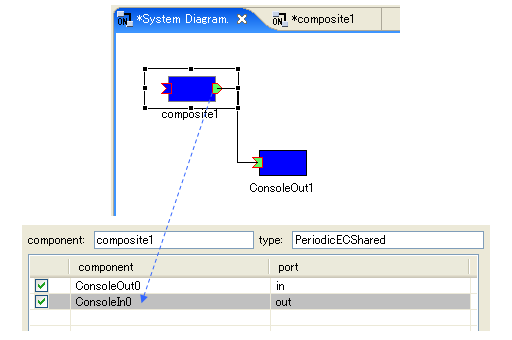 *System Diagram. *composite1
composite1
ConsoleOut1
component: composite1 type: PeriodicECShared
component port
ConsoleOut0 in
ConsoleIn0 out